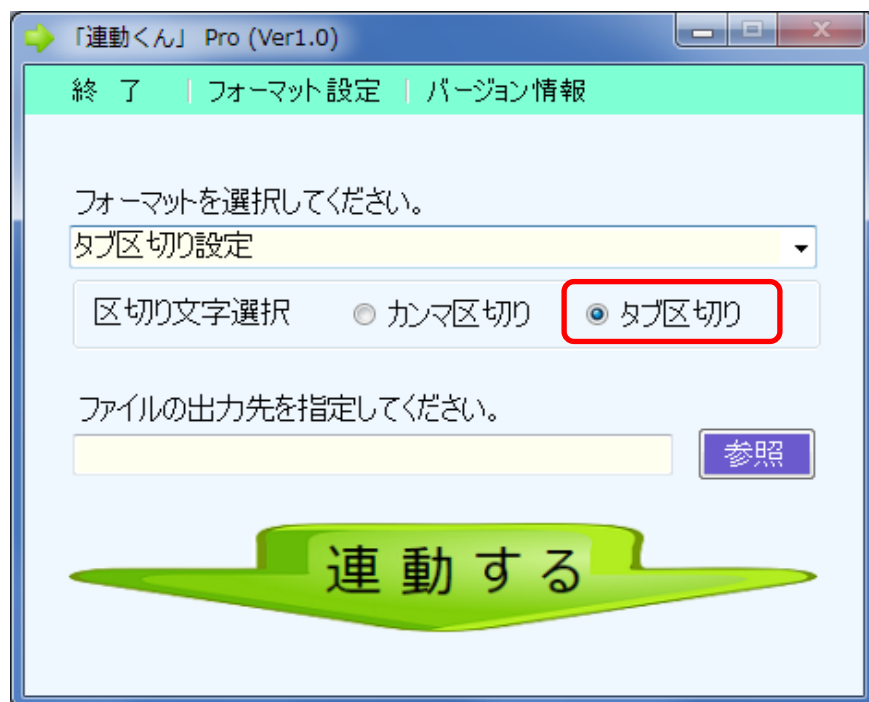 「連動くん」 Pro (Ver1.0)
終 了 | フォーマット設定 | バージョン情報
フォーマットを選択してください。
タブ区切り設定
区切り文字選択 カンマ区切り タブ区切り
ファイルの出力先を指定してください。
参照
連動する